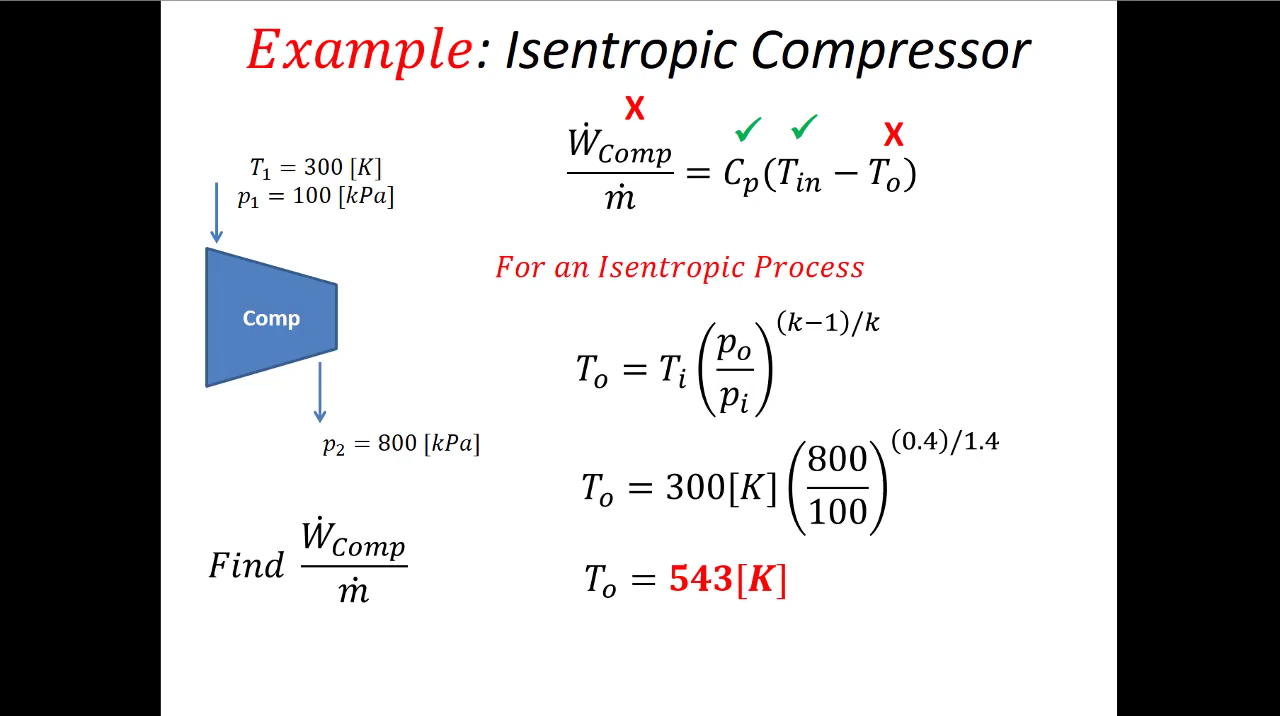 Example: Isentropic Compressor
X
✓ ✓ X
Ẇ_Comp / ṁ = C_p(T_in − T_o)
T_1 = 300 [K]
p_1 = 100 [kPa]
For an Isentropic Process
Comp
T_o = T_i (p_o / p_i)^(k−1)/k
p_2 = 800 [kPa]
T_o = 300[K] (800 / 100)^(0.4)/1.4
Find Ẇ_Comp / ṁ
T_o = 543[K]